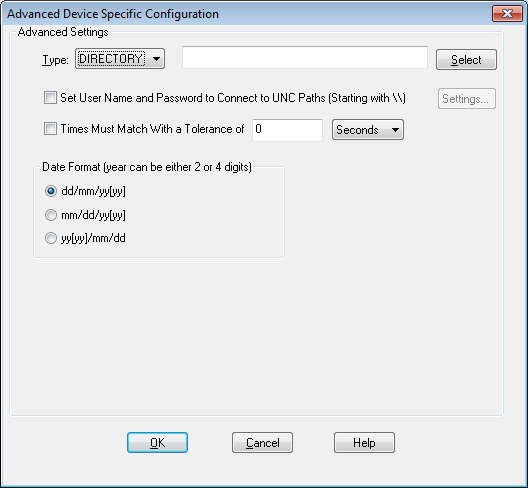 Advanced Device Specific Configuration
Advanced Settings
Type: DIRECTORY Select
Set User Name and Password to Connect to UNC Paths (Starting with \\) Settings...
Times Must Match With a Tolerance of 0 Seconds
Date Format (year can be either 2 or 4 digits)
dd/mm/yy[yy]
mm/dd/yy[yy]
yy[yy]/mm/dd
OK Cancel Help